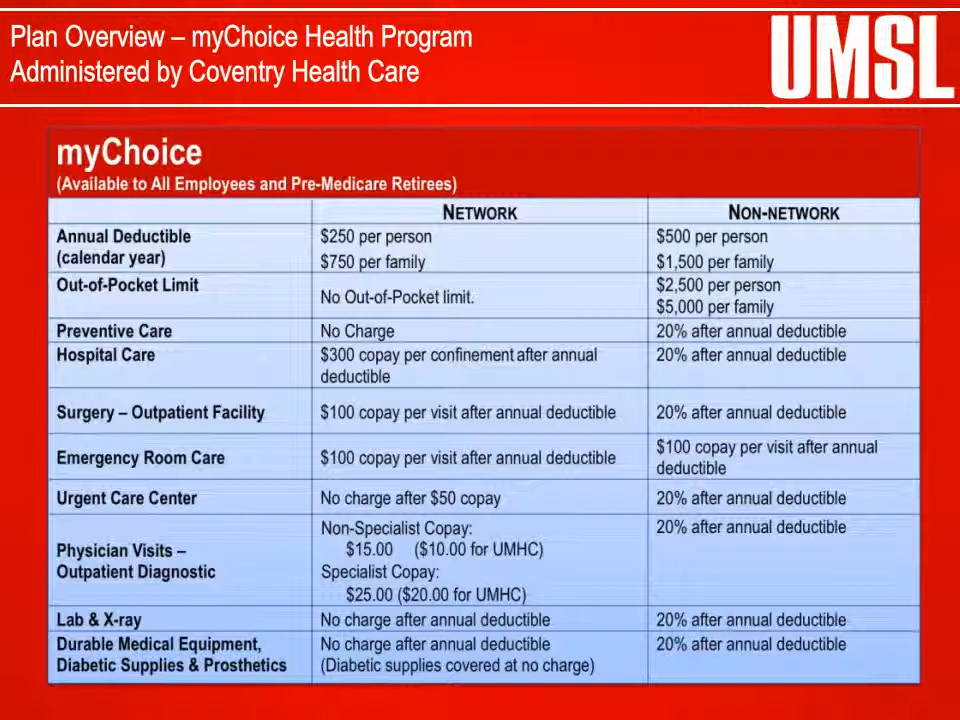 Plan Overview – myChoice Health Program
Administered by Coventry Health Care
UMSL
myChoice
(Available to All Employees and Pre-Medicare Retirees)
NETWORK
NON-NETWORK
Annual Deductible
(calendar year)
$250 per person
$750 per family
$500 per person
$1,500 per family
Out-of-Pocket Limit
No Out-of-Pocket limit.
$2,500 per person
$5,000 per family
Preventive Care
No Charge
20% after annual deductible
Hospital Care
$300 copay per confinement after annual
deductible
20% after annual deductible
Surgery – Outpatient Facility
$100 copay per visit after annual deductible
20% after annual deductible
Emergency Room Care
$100 copay per visit after annual deductible
$100 copay per visit after annual
deductible
Urgent Care Center
No charge after $50 copay
20% after annual deductible
Physician Visits –
Outpatient Diagnostic
Non-Specialist Copay:
$15.00 ($10.00 for UMHC)
Specialist Copay:
$25.00 ($20.00 for UMHC)
20% after annual deductible
Lab & X-ray
No charge after annual deductible
20% after annual deductible
Durable Medical Equipment,
Diabetic Supplies & Prosthetics
No charge after annual deductible
(Diabetic supplies covered at no charge)
20% after annual deductible